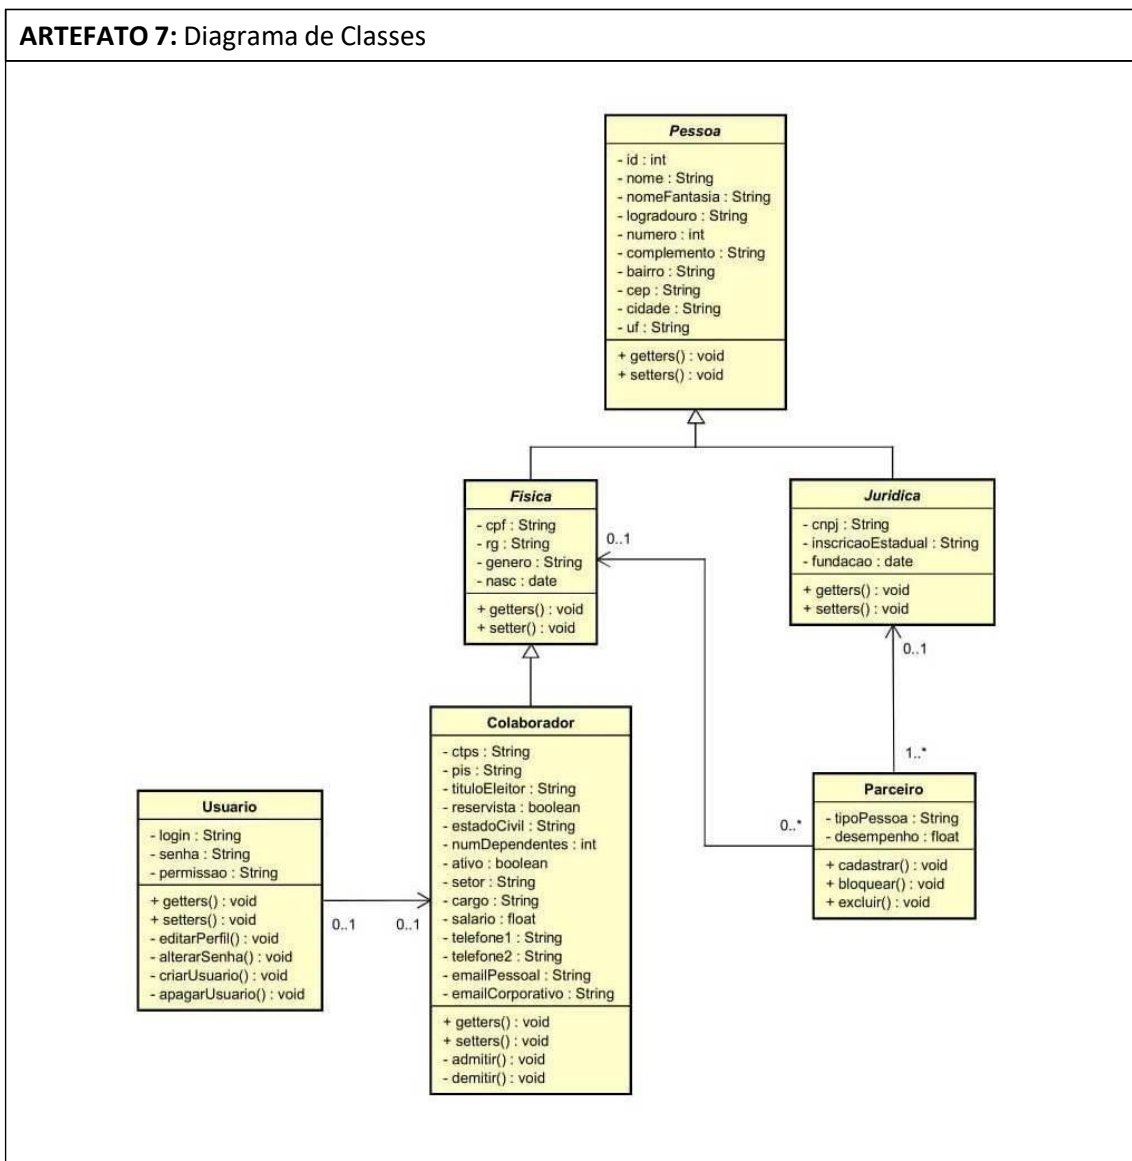 ARTEFATO 7: Diagrama de Classes
Pessoa
- id : int
- nome : String
- nomeFantasia : String
- logradouro : String
- numero : int
- complemento : String
- bairro : String
- cep : String
- cidade : String
- uf : String
+ getters() : void
+ setters() : void
Fisica
- cpf : String
- rg : String
- genero : String
- nasc : date
+ getters() : void
+ setter() : void
0..1
Juridica
- cnpj : String
- inscricaoEstadual : String
- fundacao : date
+ getters() : void
+ setters() : void
0..1
1..*
Colaborador
- ctps : String
- pis : String
- tituloEleitor : String
- reservista : boolean
- estadoCivil : String
- numDependentes : int
- ativo : boolean
- setor : String
- cargo : String
- salario : float
- telefone1 : String
- telefone2 : String
- emailPessoal : String
- emailCorporativo : String
+ getters() : void
+ setters() : void
- admitir() : void
- demitir() : void
Parceiro
- tipoPessoa : String
- desempenho : float
+ cadastrar() : void
+ bloquear() : void
+ excluir() : void
0..*
Usuario
- login : String
- senha : String
- permissao : String
+ getters() : void
+ setters() : void
- editarPerfil() : void
- alterarSenha() : void
- criarUsuario() : void
- apagarUsuario() : void
0..1
0..1